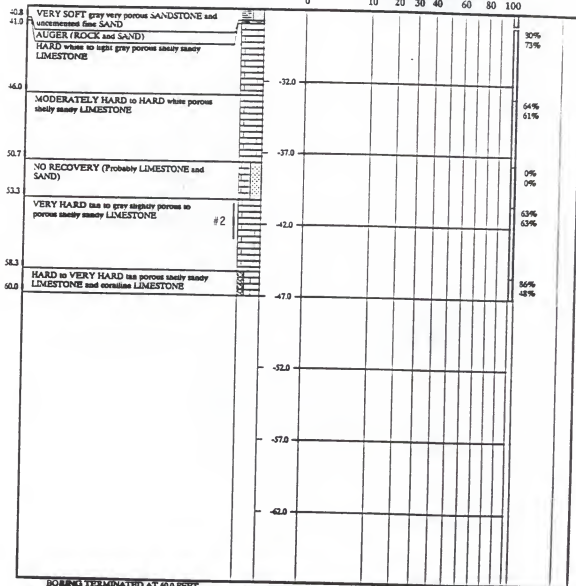 0 10 20 30 40 60 80 100
40.8
41.0
VERY SOFT gray very porous SANDSTONE and
uncemented fine SAND
AUGER (ROCK and SAND)
HARD white to light gray porous shelly sandy
LIMESTONE
30%
73%
-32.0
46.0
MODERATELY HARD to HARD white porous
shelly sandy LIMESTONE
64%
61%
-37.0
50.7
NO RECOVERY (Probably LIMESTONE and
SAND)
0%
0%
53.3
VERY HARD tan to gray slightly porous to
porous shelly sandy LIMESTONE
#2
63%
63%
-42.0
58.3
HARD to VERY HARD tan porous shelly sandy
LIMESTONE and coralline LIMESTONE
86%
48%
60.0
-47.0
-52.0
-57.0
-62.0
BORING TERMINATED AT 60.0 FEET